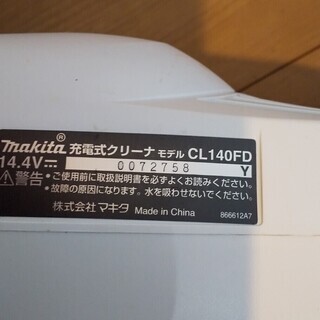 makita® 充電式クリーナ モデル CL140FD
14.4V⎓ 0072758 Y
⚠警告・ご使用前に取扱説明書を必ずお読みください。
故障の原因になります。水を吸わせないでください。
株式会社マキタ Made in China 866612A7